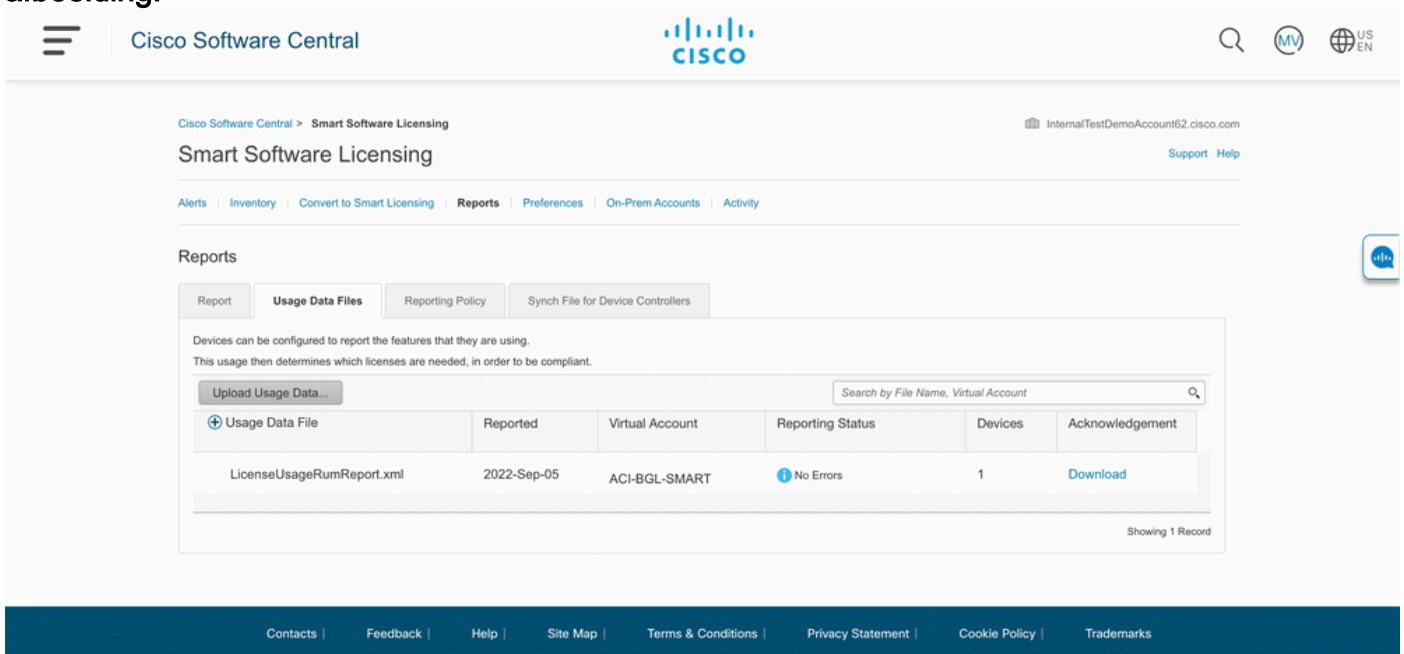 Cisco Software Central
CISCO
MV
US
EN
Cisco Software Central > Smart Software Licensing
InternalTestDemoAccount62.cisco.com
Smart Software Licensing
Support Help
Alerts | Inventory | Convert to Smart Licensing | Reports | Preferences | On-Prem Accounts | Activity
Reports
Report Usage Data Files Reporting Policy Synch File for Device Controllers
Devices can be configured to report the features that they are using.
This usage then determines which licenses are needed, in order to be compliant.
Upload Usage Data... Search by File Name, Virtual Account
Usage Data File Reported Virtual Account Reporting Status Devices Acknowledgement
LicenseUsageRumReport.xml 2022-Sep-05 ACI-BGL-SMART No Errors 1 Download
Showing 1 Record
Contacts | Feedback | Help | Site Map | Terms & Conditions | Privacy Statement | Cookie Policy | Trademarks